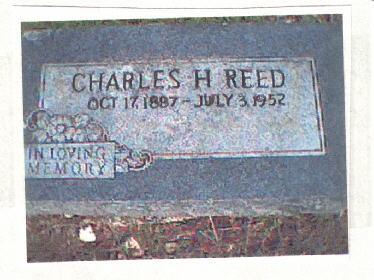 CHARLES H REED
OCT 17, 1887 - JULY 3, 1952
IN LOVING
MEMORY